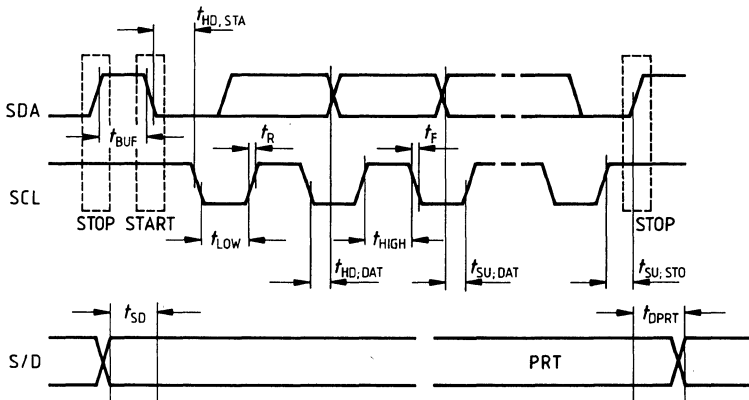 tHD,STA
SDA
tBUF
tR
tF
SCL
STOP START
STOP
tLOW
tHIGH
tHD;DAT
tSU;DAT
tSU;STO
tSD
tDPRT
S/D
PRT